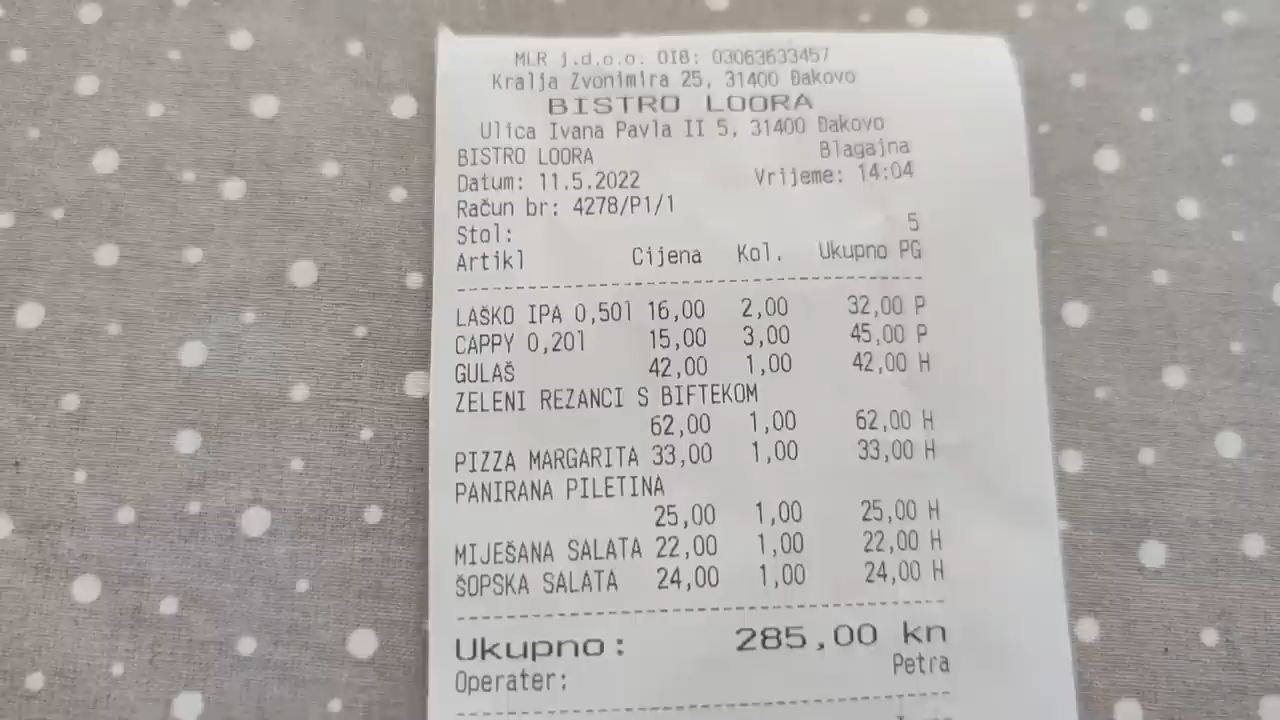 MLR j.d.o.o. OIB: 03063633457
Kralja Zvonimira 25, 31400 Đakovo
BISTRO LOORA
Ulica Ivana Pavla II 5, 31400 Đakovo
BISTRO LOORA Blagajna
Datum: 11.5.2022 Vrijeme: 14:04
Račun br: 4278/P1/1
Stol: 5
Artikl Cijena Kol. Ukupno PG
LAŠKO IPA 0,50l 16,00 2,00 32,00 P
CAPPY 0,20l 15,00 3,00 45,00 P
GULAŠ 42,00 1,00 42,00 H
ZELENI REZANCI S BIFTEKOM
62,00 1,00 62,00 H
PIZZA MARGARITA 33,00 1,00 33,00 H
PANIRANA PILETINA
25,00 1,00 25,00 H
MIJEŠANA SALATA 22,00 1,00 22,00 H
ŠOPSKA SALATA 24,00 1,00 24,00 H
Ukupno: 285,00 kn
Operater: Petra